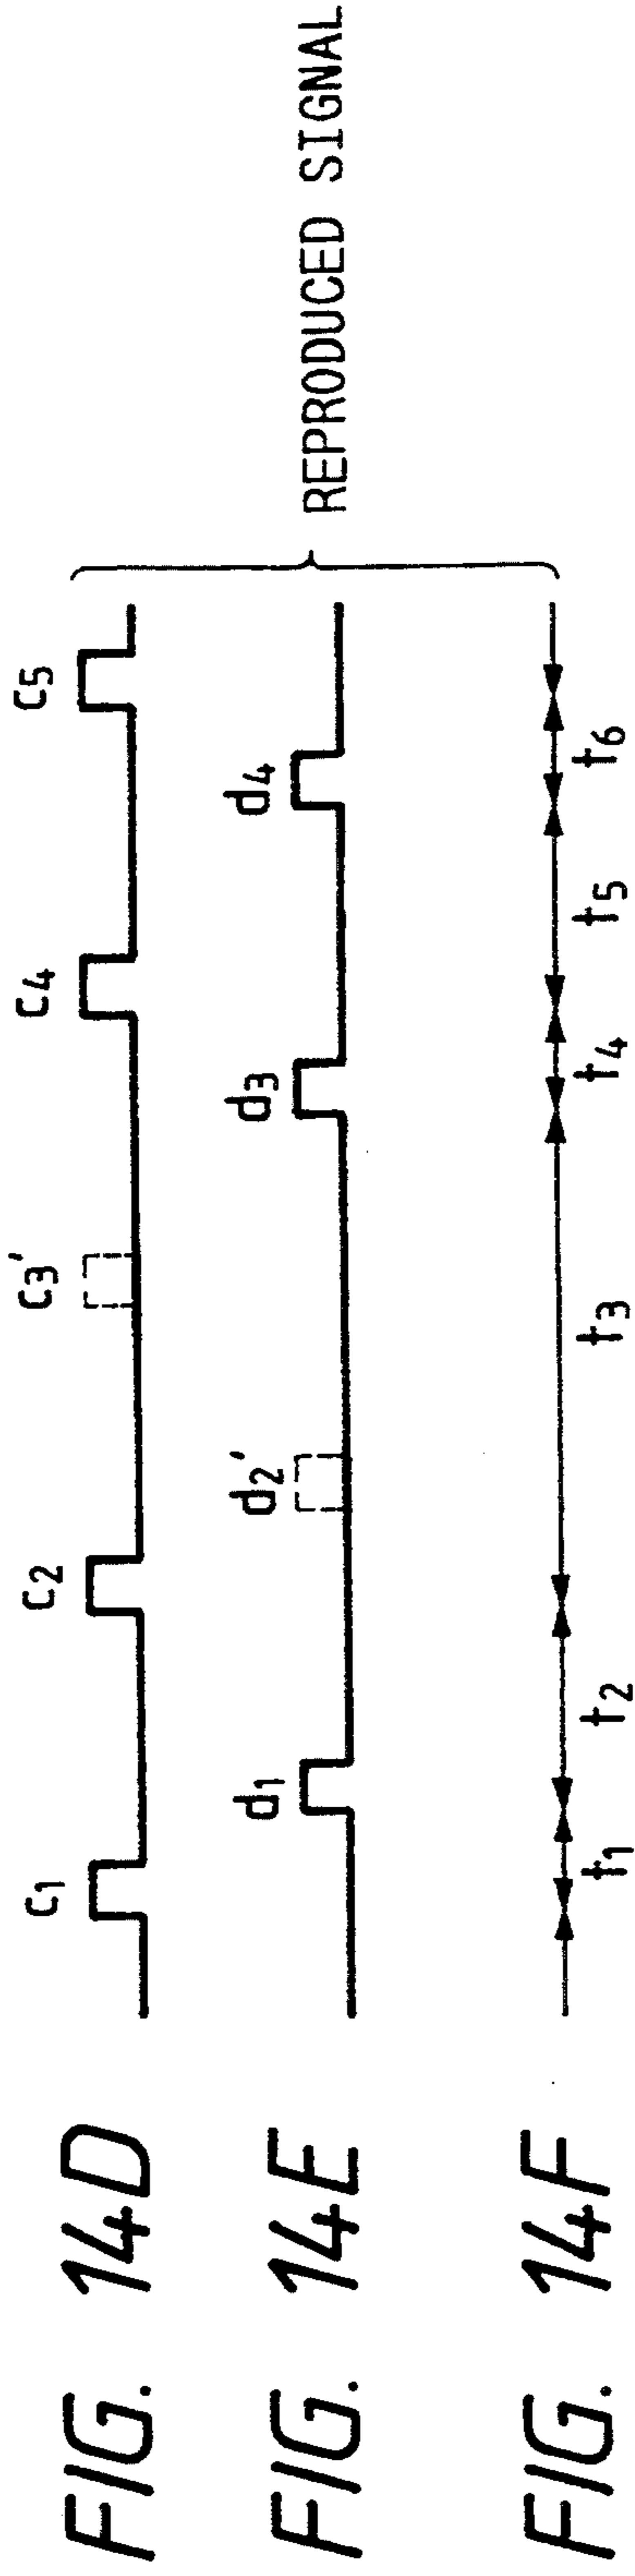 FIG. 14D
C1 C2 C3' C4 C5
FIG. 14E
d1 d2' d3 d4
FIG. 14F
t1 t2 t3 t4 t5 t6
REPRODUCED SIGNAL